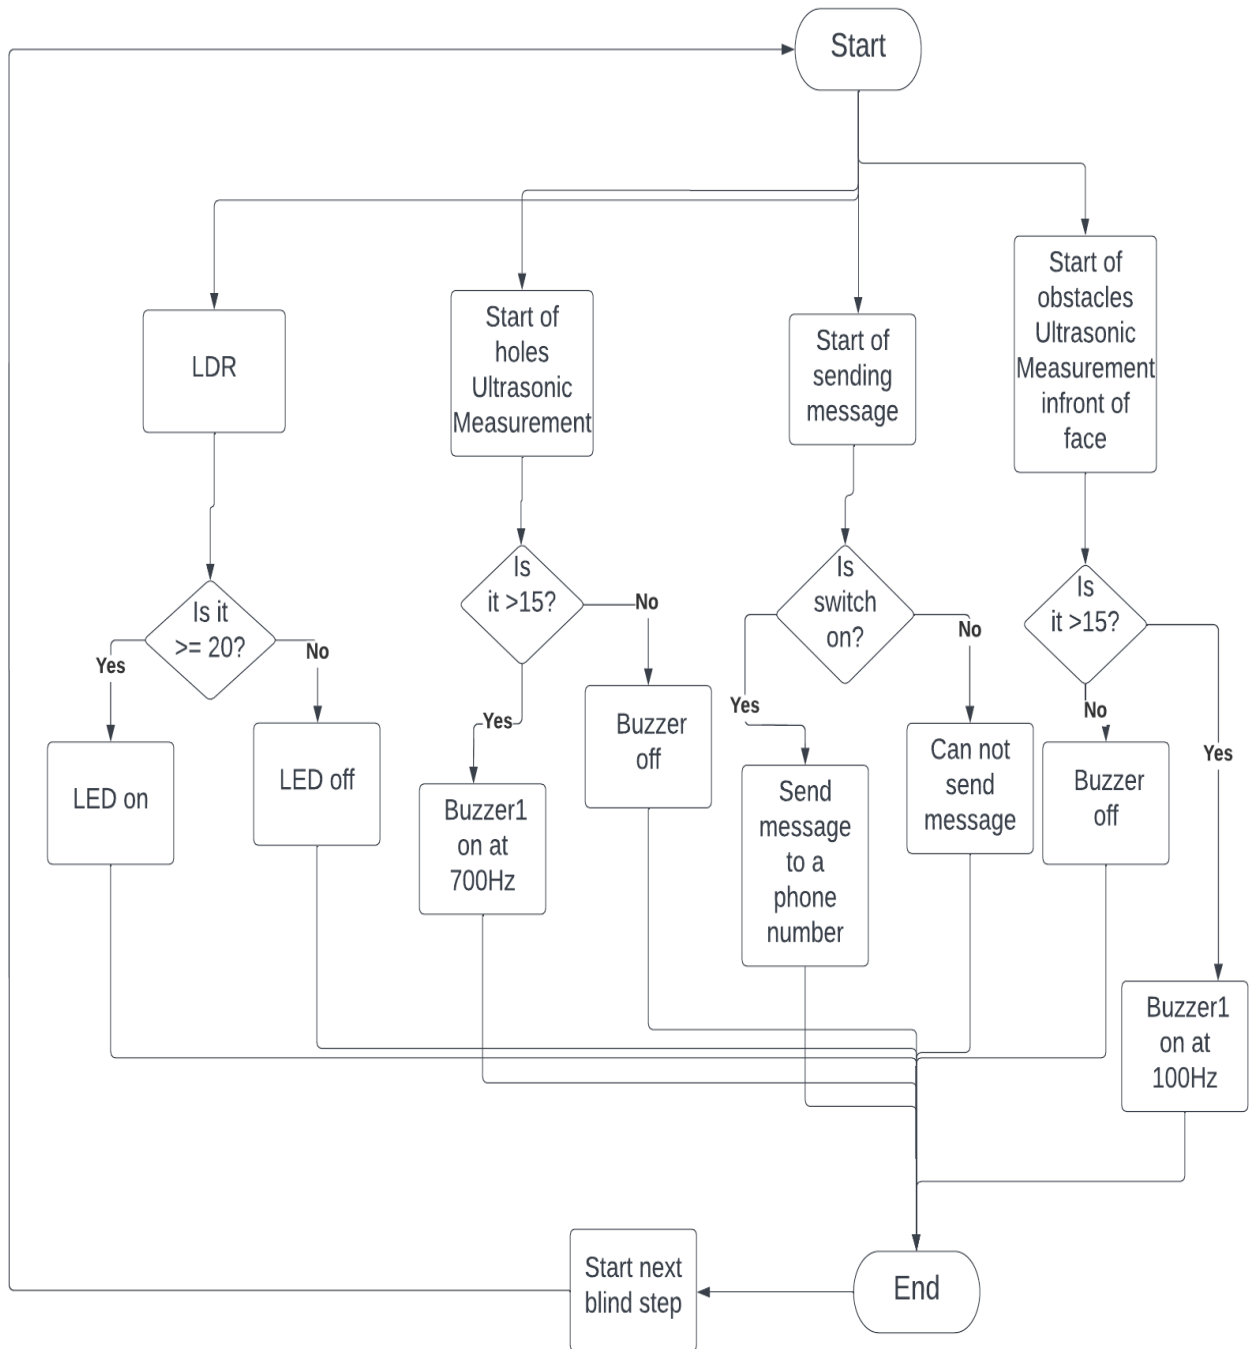 Start
LDR
Start of
holes
Ultrasonic
Measurement
Start of
sending
message
Start of
obstacles
Ultrasonic
Measurement
infront of
face
Is it
>= 20?
Yes
No
LED on
LED off
Is
it >15?
No
Yes
Buzzer
off
Buzzer1
on at
700Hz
Is
switch
on?
Yes
No
Send
message
to a
phone
number
Can not
send
message
Is
it >15?
No
Yes
Buzzer
off
Buzzer1
on at
100Hz
Start next
blind step
End